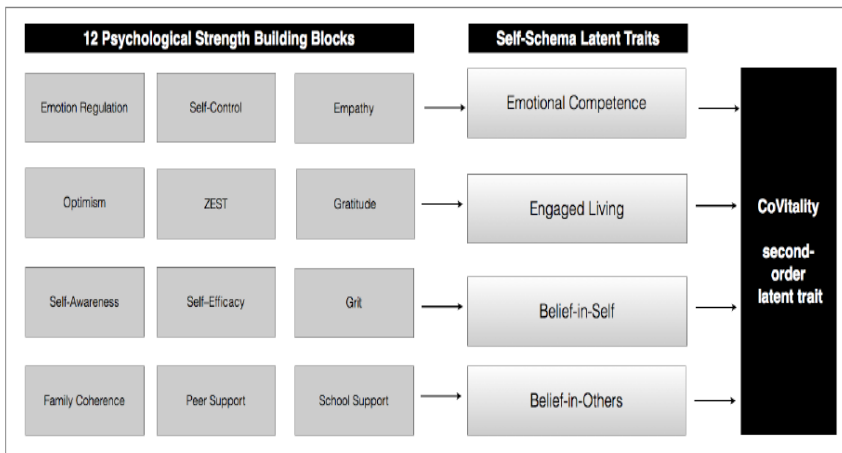 12 Psychological Strength Building Blocks
Self-Schema Latent Traits
Emotion Regulation
Self-Control
Empathy
Emotional Competence
Optimism
ZEST
Gratitude
Engaged Living
Self-Awareness
Self–Efficacy
Grit
Belief-in-Self
Family Coherence
Peer Support
School Support
Belief-in-Others
CoVitality
second-
order
latent trait